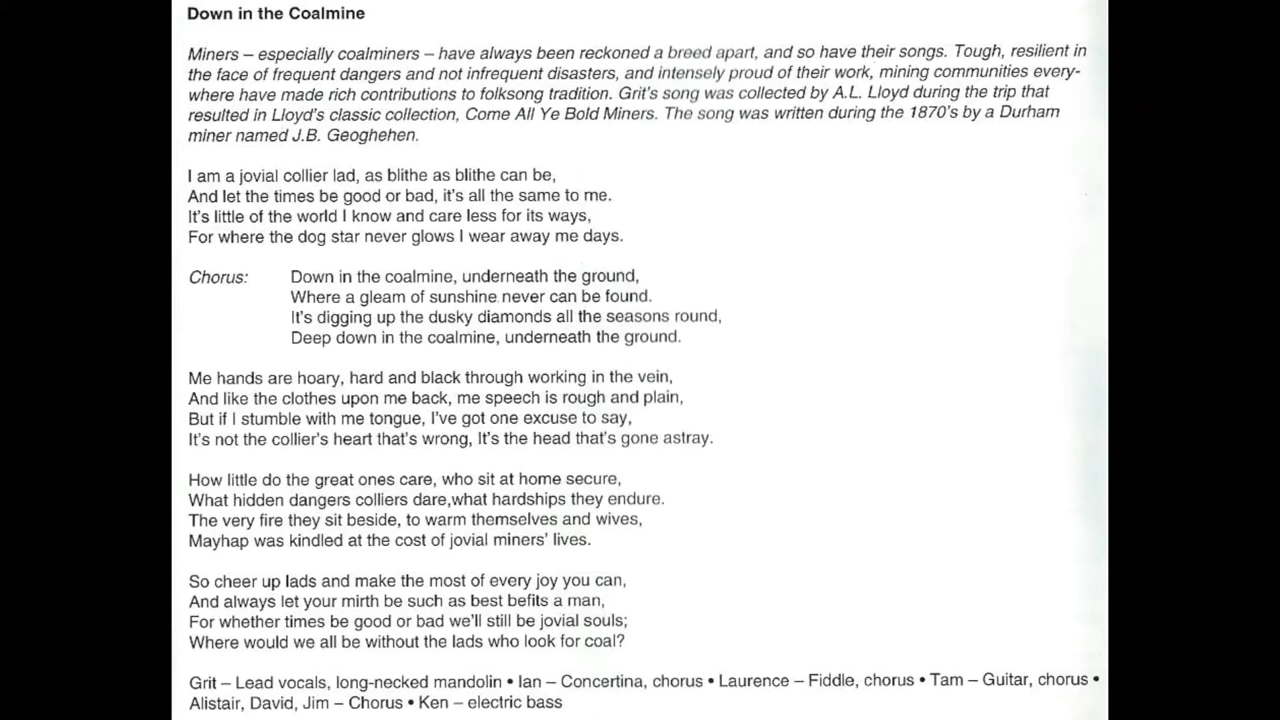 Down in the Coalmine
Miners – especially coalminers – have always been reckoned a breed apart, and so have their songs. Tough, resilient in
the face of frequent dangers and not infrequent disasters, and intensely proud of their work, mining communities every-
where have made rich contributions to folksong tradition. Grit's song was collected by A.L. Lloyd during the trip that
resulted in Lloyd's classic collection, Come All Ye Bold Miners. The song was written during the 1870's by a Durham
miner named J.B. Geoghehen.
I am a jovial collier lad, as blithe as blithe can be,
And let the times be good or bad, it's all the same to me.
It's little of the world I know and care less for its ways,
For where the dog star never glows I wear away me days.
Chorus: Down in the coalmine, underneath the ground,
Where a gleam of sunshine never can be found.
It's digging up the dusky diamonds all the seasons round,
Deep down in the coalmine, underneath the ground.
Me hands are hoary, hard and black through working in the vein,
And like the clothes upon me back, me speech is rough and plain,
But if I stumble with me tongue, I've got one excuse to say,
It's not the collier's heart that's wrong, It's the head that's gone astray.
How little do the great ones care, who sit at home secure,
What hidden dangers colliers dare,what hardships they endure.
The very fire they sit beside, to warm themselves and wives,
Mayhap was kindled at the cost of jovial miners' lives.
So cheer up lads and make the most of every joy you can,
And always let your mirth be such as best befits a man,
For whether times be good or bad we'll still be jovial souls;
Where would we all be without the lads who look for coal?
Grit – Lead vocals, long-necked mandolin • Ian – Concertina, chorus • Laurence – Fiddle, chorus • Tam – Guitar, chorus •
Alistair, David, Jim – Chorus • Ken – electric bass